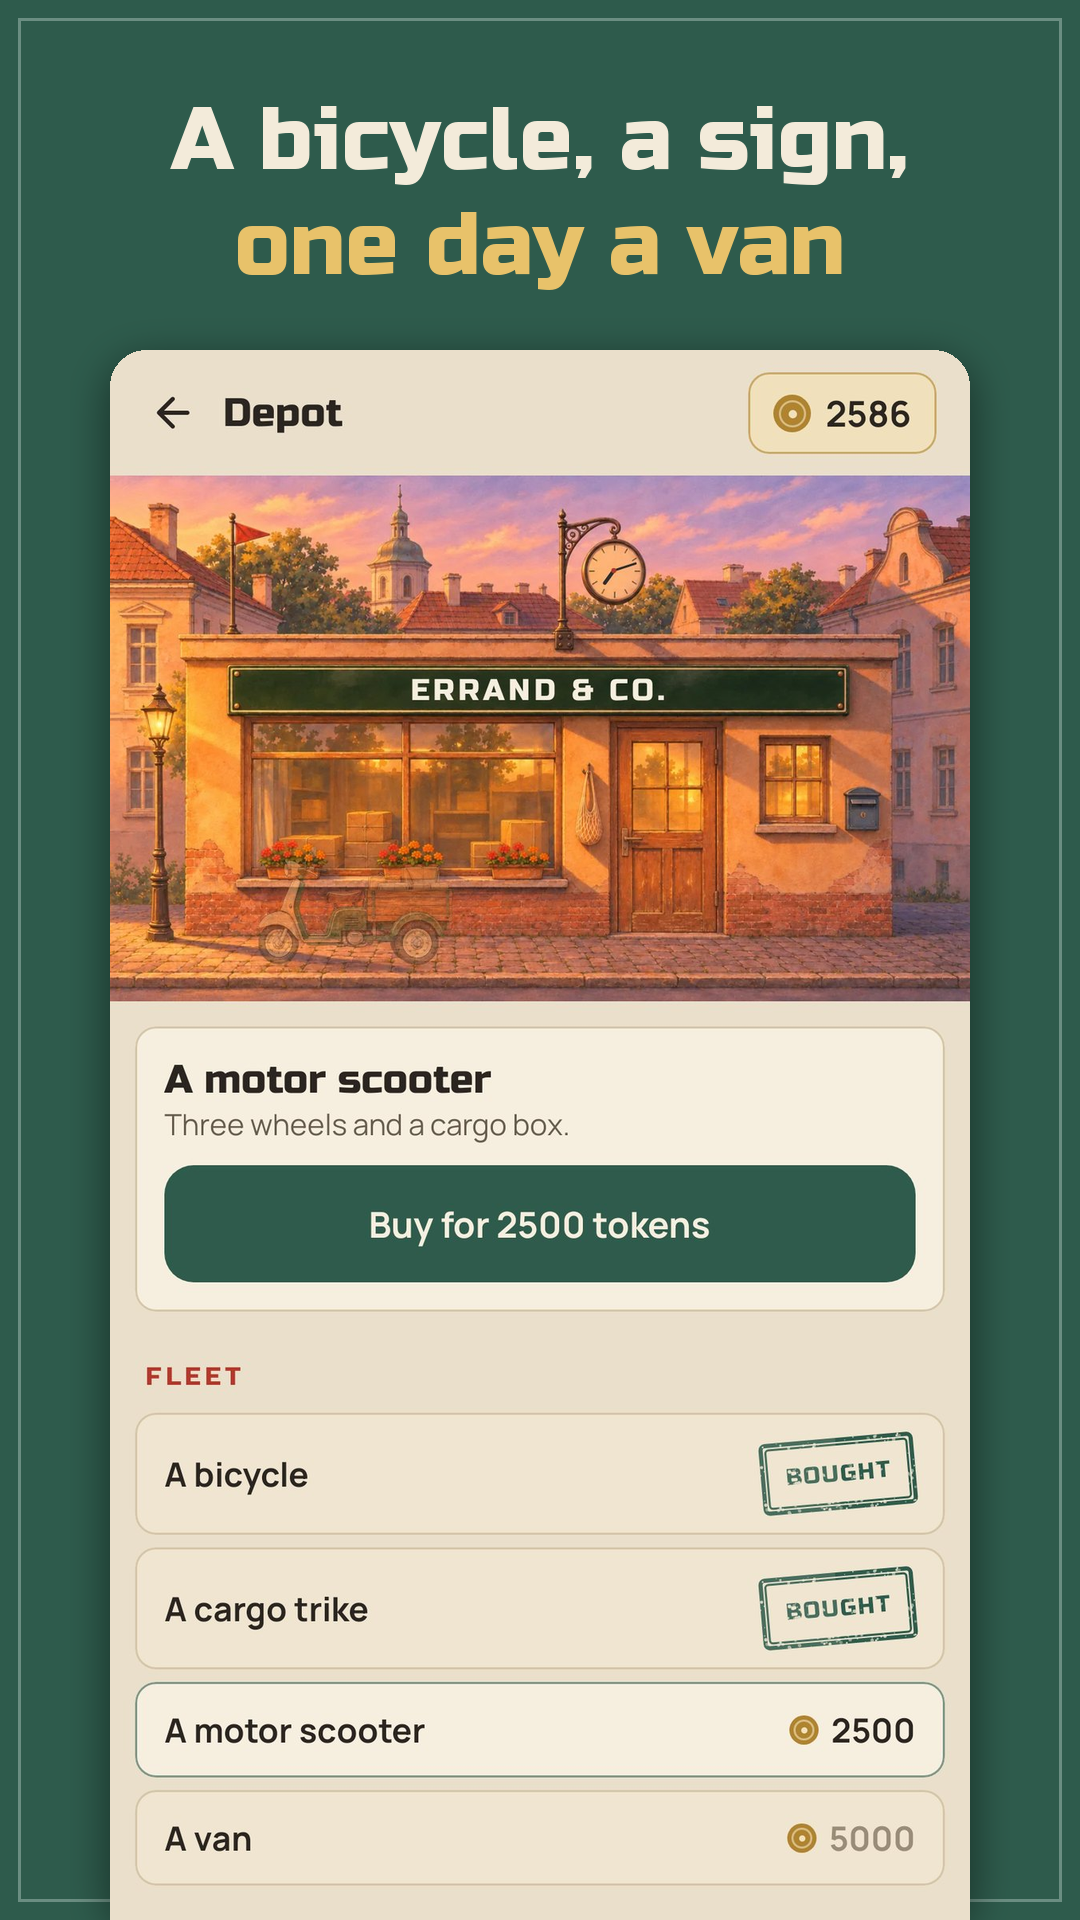 A bicycle, a sign,
one day a van
Depot
2586
ERRAND & CO.
A motor scooter
Three wheels and a cargo box.
Buy for 2500 tokens
FLEET
A bicycle
BOUGHT
A cargo trike
BOUGHT
A motor scooter
2500
A van
5000